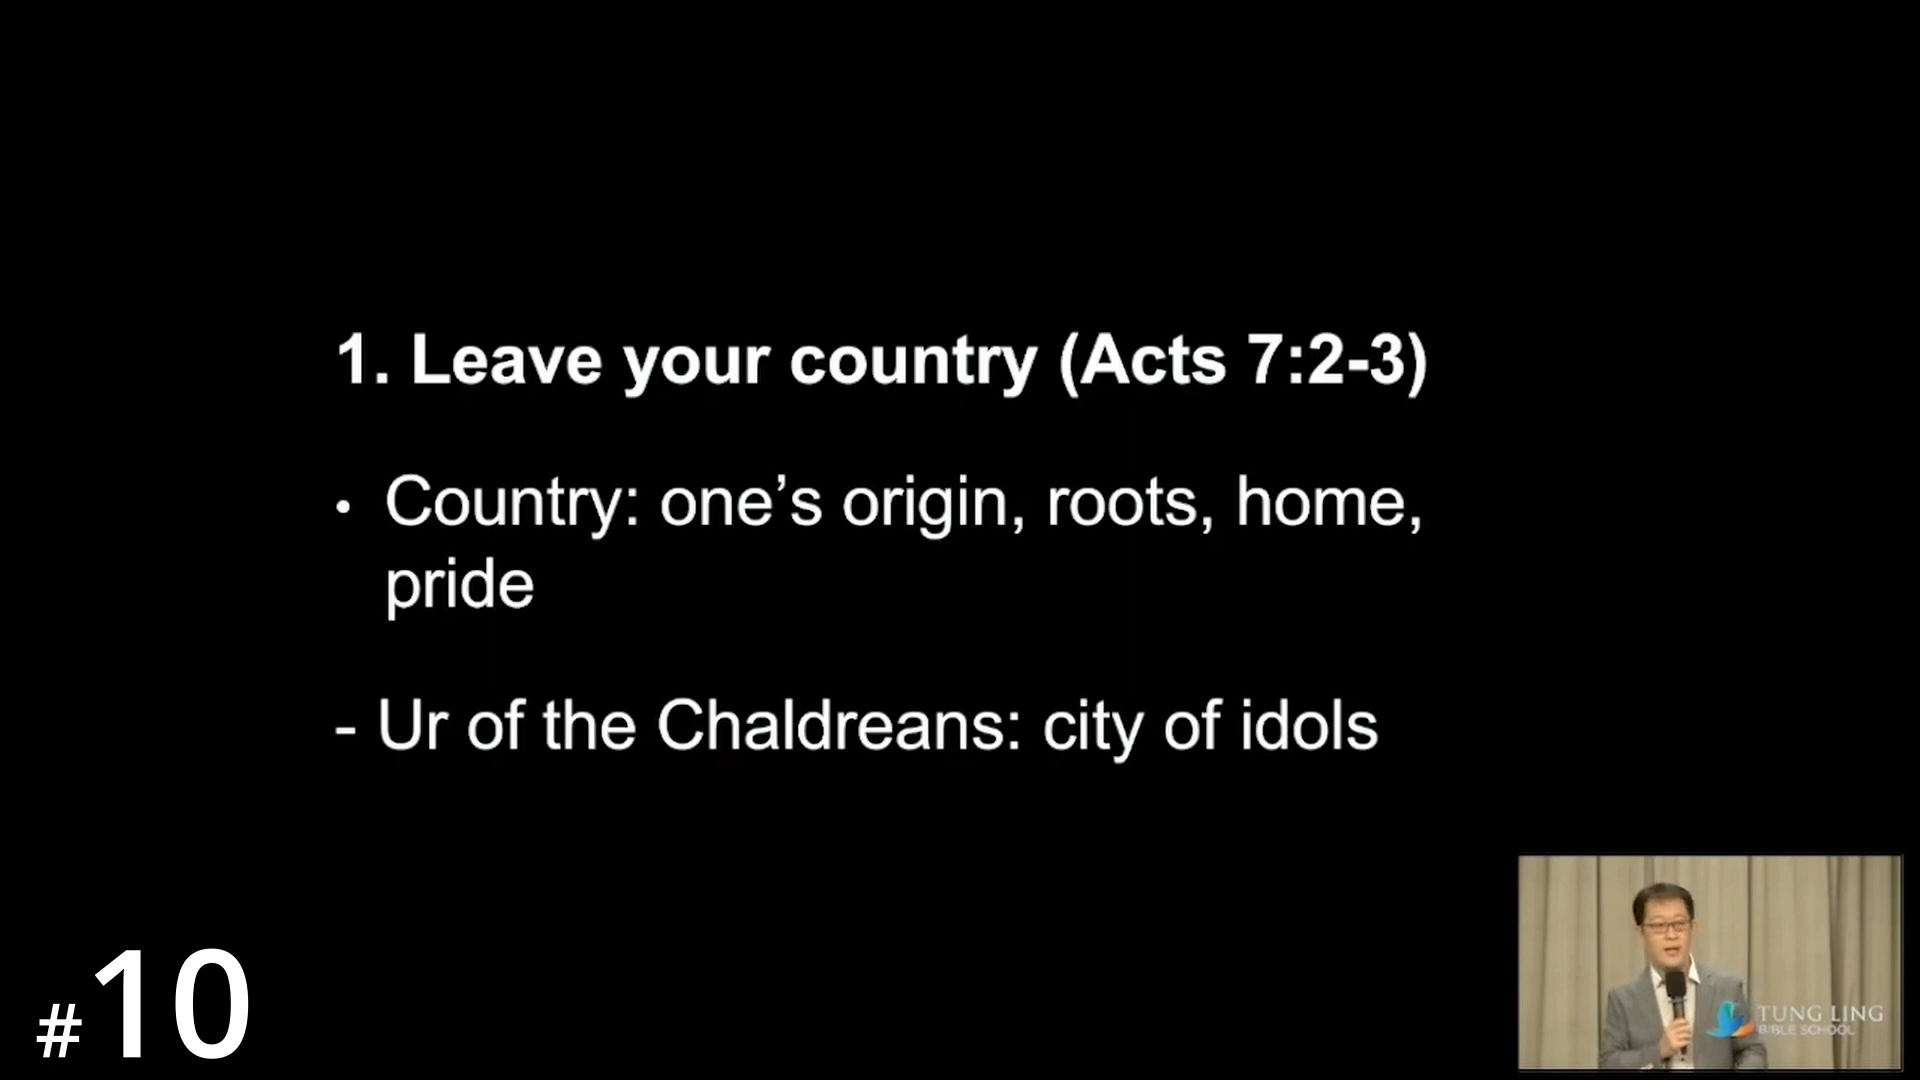 1. Leave your country (Acts 7:2-3)
• Country: one’s origin, roots, home,
pride
- Ur of the Chaldreans: city of idols
#10
TUNG LING
BIBLE SCHOOL